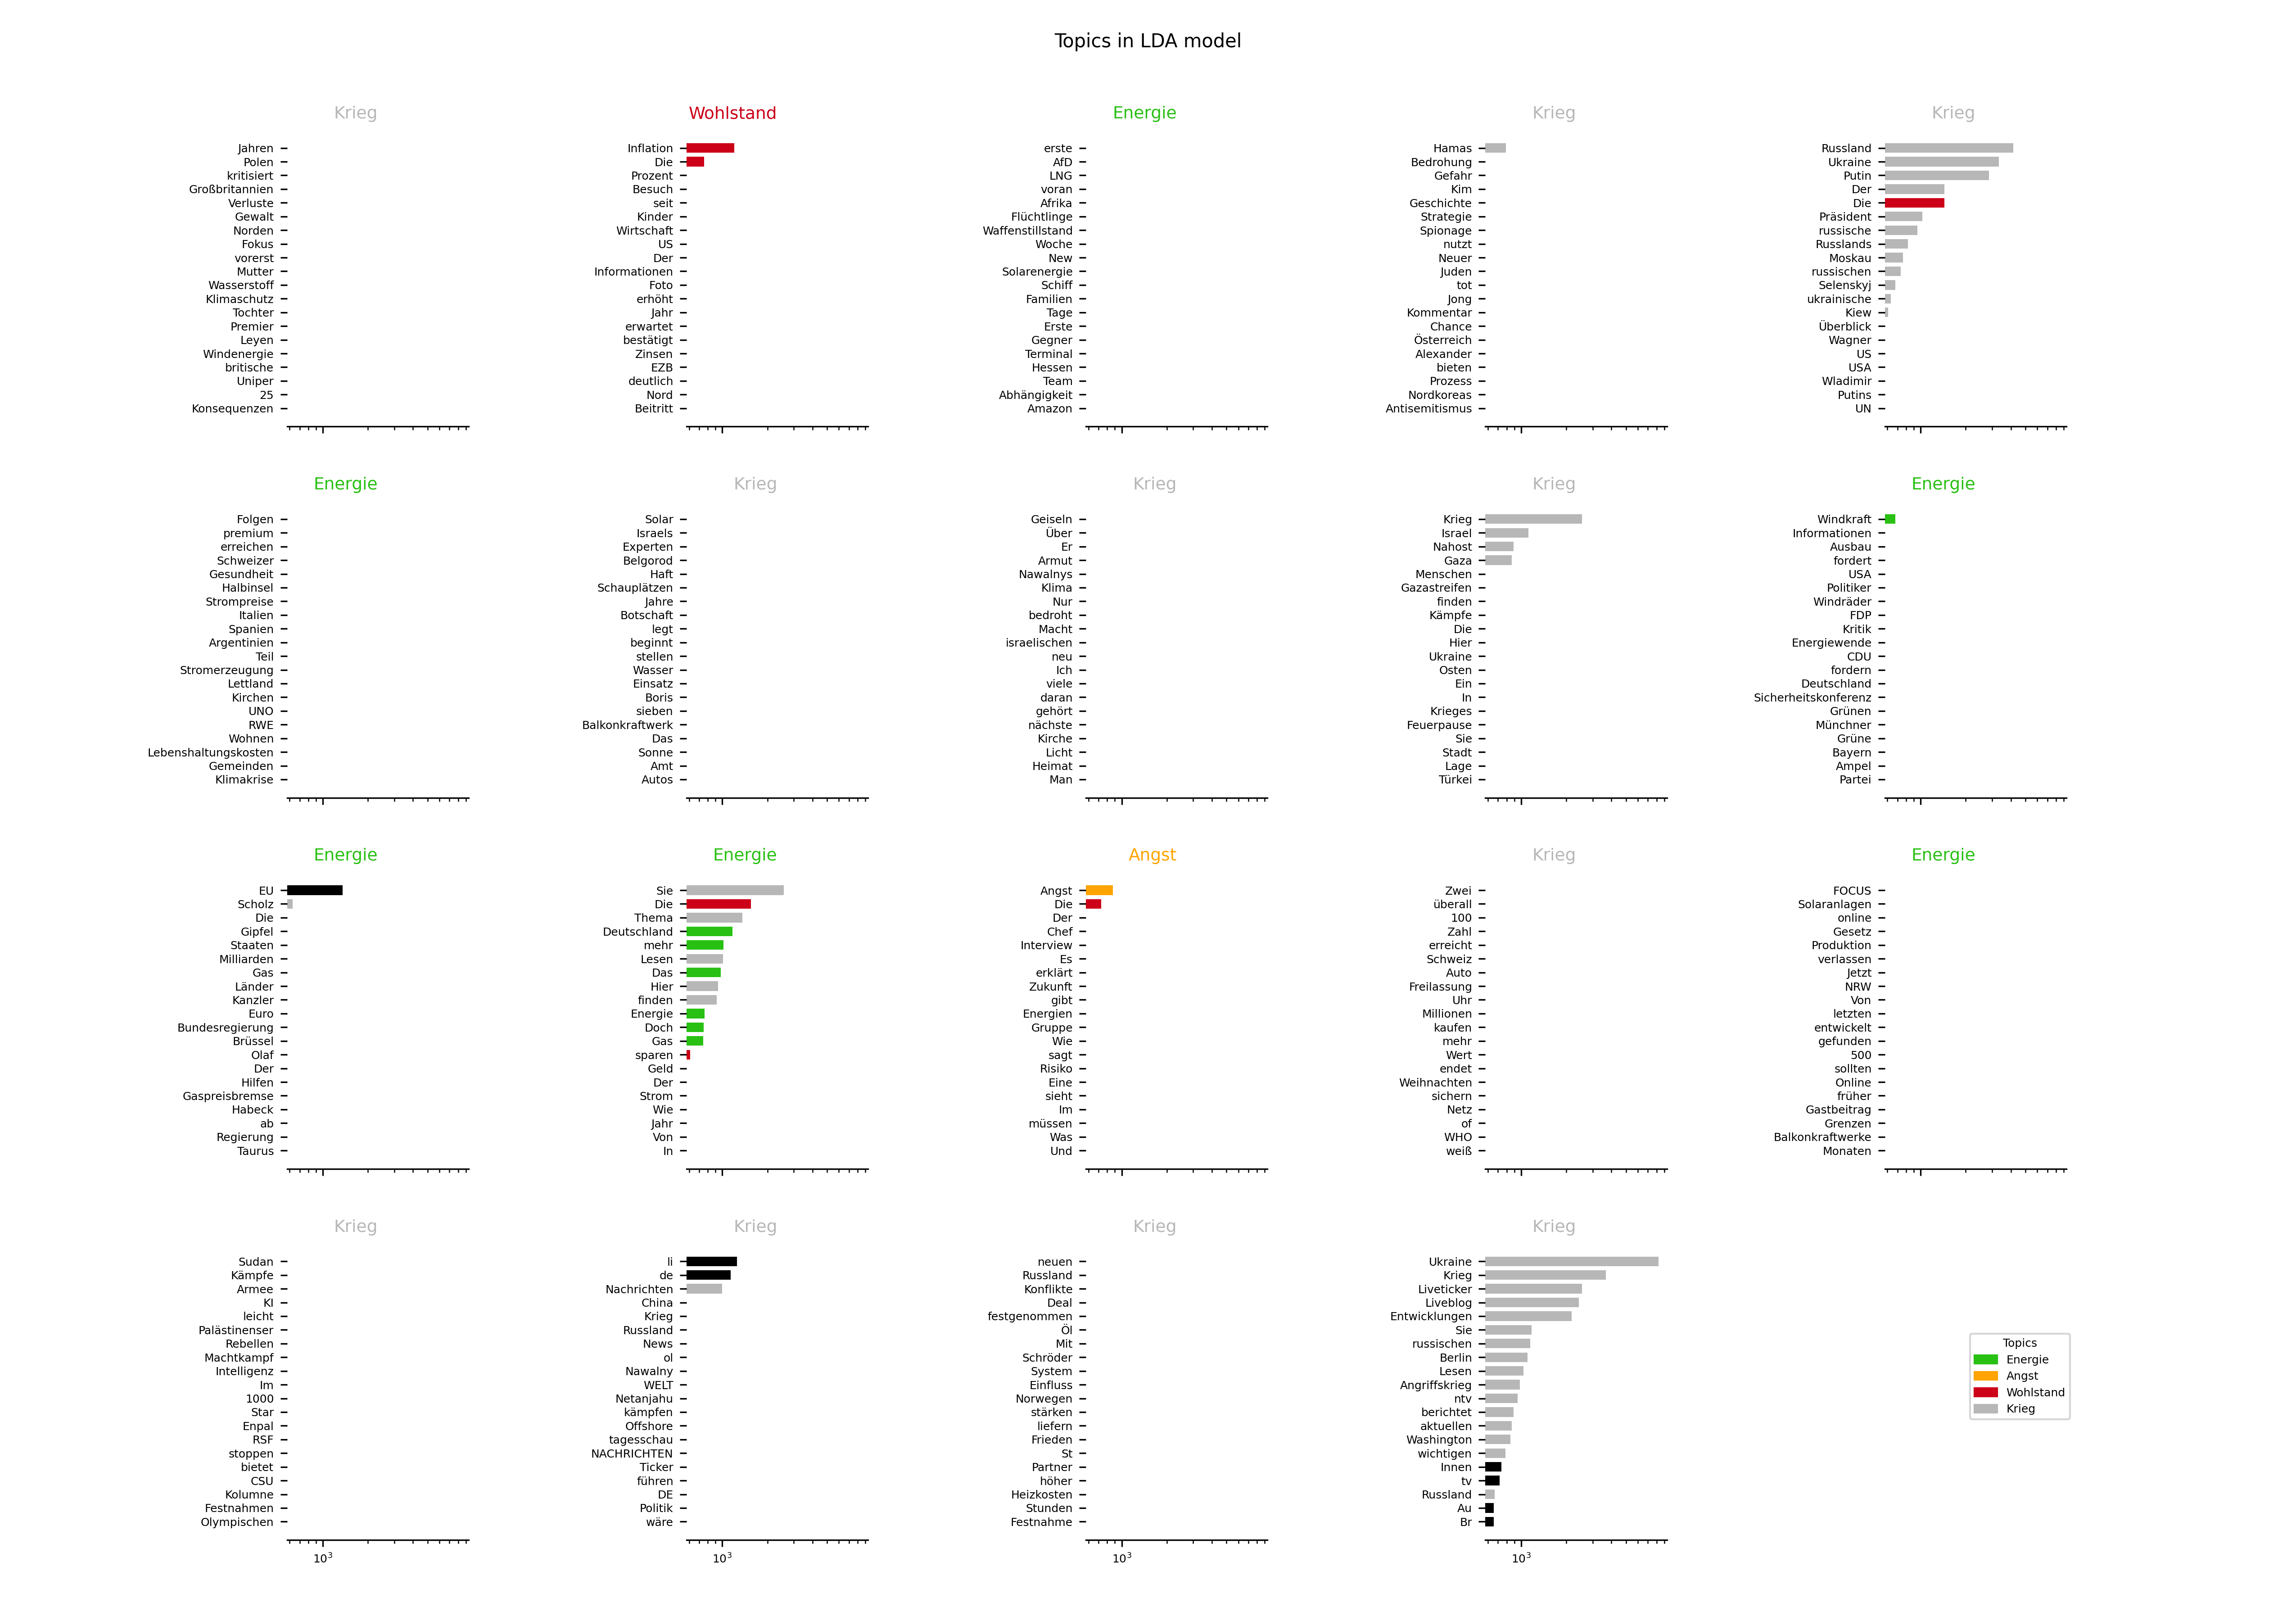 Topics in LDA model
Krieg
Jahren
Polen
kritisiert
Großbritannien
Verluste
Gewalt
Norden
Fokus
vorerst
Mutter
Wasserstoff
Klimaschutz
Tochter
Premier
Leyen
Windenergie
britische
Uniper
25
Konsequenzen
Wohlstand
Inflation
Die
Prozent
Besuch
seit
Kinder
Wirtschaft
US
Der
Informationen
Foto
erhöht
Jahr
erwartet
bestätigt
Zinsen
EZB
deutlich
Nord
Beitritt
Energie
erste
AfD
LNG
voran
Afrika
Flüchtlinge
Waffenstillstand
Woche
New
Solarenergie
Schiff
Familien
Tage
Erste
Gegner
Terminal
Hessen
Team
Abhängigkeit
Amazon
Krieg
Hamas
Bedrohung
Gefahr
Kim
Geschichte
Strategie
Spionage
nutzt
Neuer
Juden
tot
Jong
Kommentar
Chance
Österreich
Alexander
bieten
Prozess
Nordkoreas
Antisemitismus
Krieg
Russland
Ukraine
Putin
Der
Die
Präsident
russische
Russlands
Moskau
russischen
Selenskyj
ukrainische
Kiew
Überblick
Wagner
US
USA
Wladimir
Putins
UN
Energie
Folgen
premium
erreichen
Schweizer
Gesundheit
Halbinsel
Strompreise
Italien
Spanien
Argentinien
Teil
Stromerzeugung
Lettland
Kirchen
UNO
RWE
Wohnen
Lebenshaltungskosten
Gemeinden
Klimakrise
Krieg
Solar
Israels
Experten
Belgorod
Haft
Schauplätzen
Jahre
Botschaft
legt
beginnt
stellen
Wasser
Einsatz
Boris
sieben
Balkonkraftwerk
Das
Sonne
Amt
Autos
Krieg
Geiseln
Über
Er
Armut
Nawalnys
Klima
Nur
bedroht
Macht
israelischen
neu
Ich
viele
daran
gehört
nächste
Kirche
Licht
Heimat
Man
Krieg
Krieg
Israel
Nahost
Gaza
Menschen
Gazastreifen
finden
Kämpfe
Die
Hier
Ukraine
Osten
Ein
In
Krieges
Feuerpause
Sie
Stadt
Lage
Türkei
Energie
Windkraft
Informationen
Ausbau
fordert
USA
Politiker
Windräder
FDP
Kritik
Energiewende
CDU
fordern
Deutschland
Sicherheitskonferenz
Grünen
Münchner
Grüne
Bayern
Ampel
Partei
Energie
EU
Scholz
Die
Gipfel
Staaten
Milliarden
Gas
Länder
Kanzler
Euro
Bundesregierung
Brüssel
Olaf
Der
Hilfen
Gaspreisbremse
Habeck
ab
Regierung
Taurus
Energie
Sie
Die
Thema
Deutschland
mehr
Lesen
Das
Hier
finden
Energie
Doch
Gas
sparen
Geld
Der
Strom
Wie
Jahr
Von
In
Angst
Angst
Die
Der
Chef
Interview
Es
erklärt
Zukunft
gibt
Energien
Gruppe
Wie
sagt
Risiko
Eine
sieht
Im
müssen
Was
Und
Krieg
Zwei
überall
100
Zahl
erreicht
Schweiz
Auto
Freilassung
Uhr
Millionen
kaufen
mehr
Wert
endet
Weihnachten
sichern
Netz
of
WHO
weiß
Energie
FOCUS
Solaranlagen
online
Gesetz
Produktion
verlassen
Jetzt
NRW
Von
letzten
entwickelt
gefunden
500
sollten
Online
früher
Gastbeitrag
Grenzen
Balkonkraftwerke
Monaten
Krieg
Sudan
Kämpfe
Armee
KI
leicht
Palästinenser
Rebellen
Machtkampf
Intelligenz
Im
1000
Star
Enpal
RSF
stoppen
bietet
CSU
Kolumne
Festnahmen
Olympischen
10³
Krieg
li
de
Nachrichten
China
Krieg
Russland
News
ol
Nawalny
WELT
Netanjahu
kämpfen
Offshore
tagesschau
NACHRICHTEN
Ticker
führen
DE
Politik
wäre
10³
Krieg
neuen
Russland
Konflikte
Deal
festgenommen
Öl
Mit
Schröder
System
Einfluss
Norwegen
stärken
liefern
Frieden
St
Partner
höher
Heizkosten
Stunden
Festnahme
10³
Krieg
Ukraine
Krieg
Liveticker
Liveblog
Entwicklungen
Sie
russischen
Berlin
Lesen
Angriffskrieg
ntv
berichtet
aktuellen
Washington
wichtigen
Innen
tv
Russland
Au
Br
10³
Topics
Energie
Angst
Wohlstand
Krieg